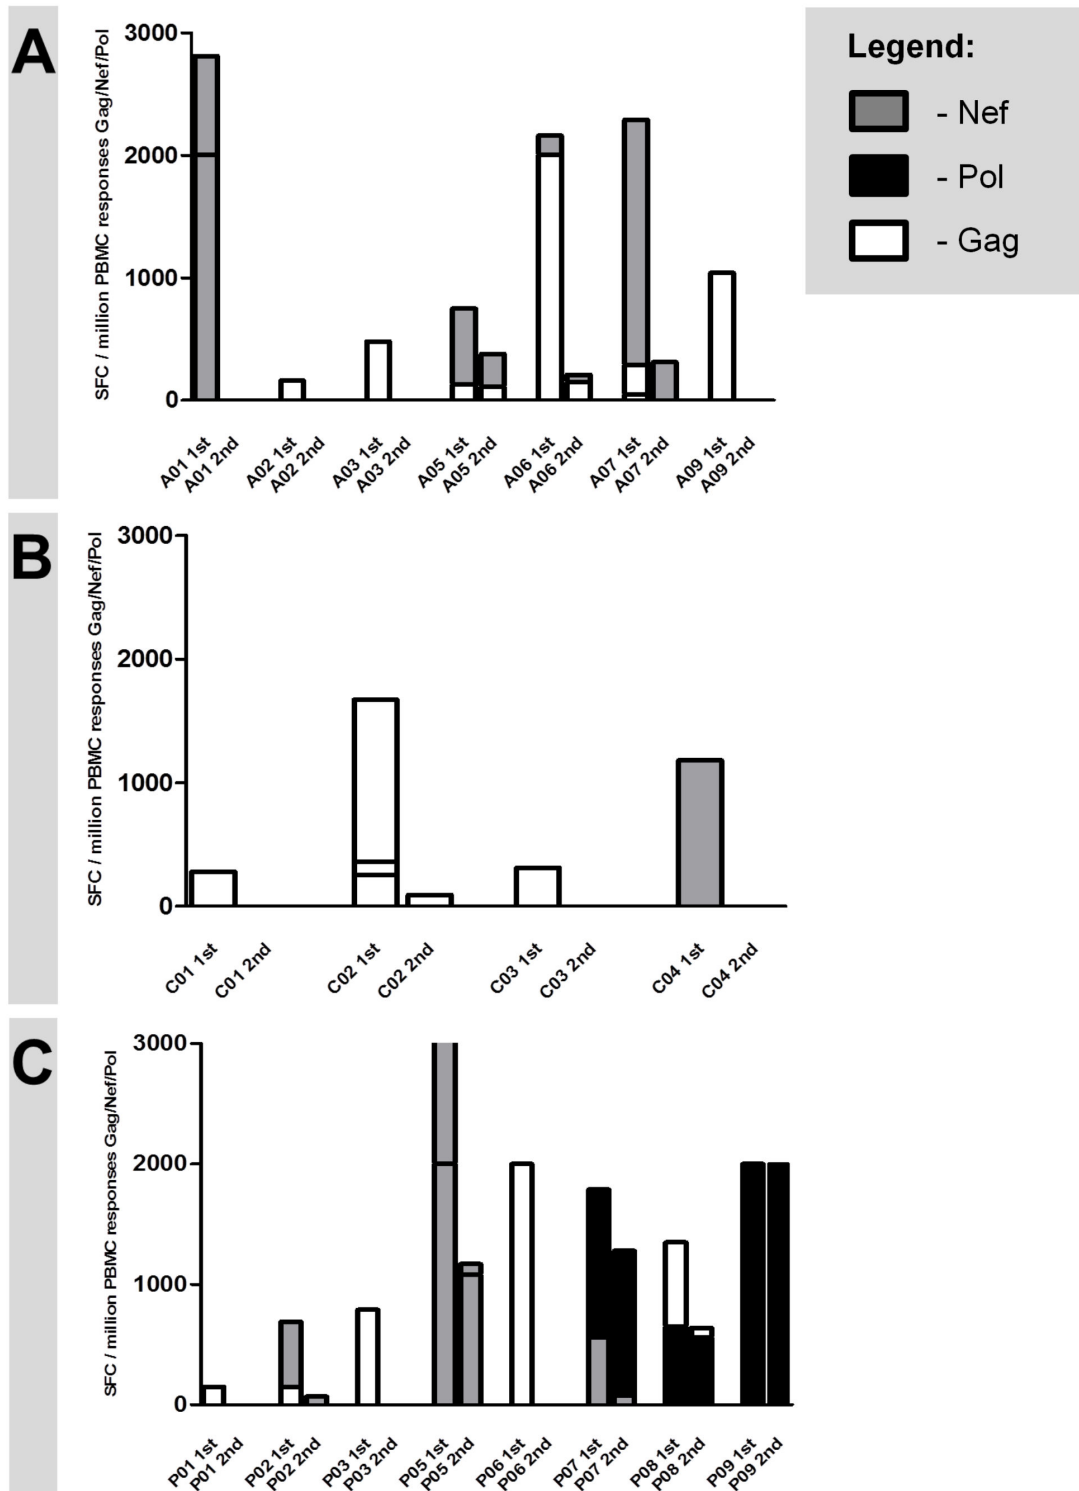 A
SFC / million PBMC responses Gag/Nef/Pol
3000
2000
1000
0
A01 1st
A01 2nd
A02 1st
A02 2nd
A03 1st
A03 2nd
A05 1st
A05 2nd
A06 1st
A06 2nd
A07 1st
A07 2nd
A09 1st
A09 2nd
Legend:
- Nef
- Pol
- Gag
B
SFC / million PBMC responses Gag/Nef/Pol
3000
2000
1000
0
C01 1st
C01 2nd
C02 1st
C02 2nd
C03 1st
C03 2nd
C04 1st
C04 2nd
C
SFC / million PBMC responses Gag/Nef/Pol
3000
2000
1000
0
P01 1st
P01 2nd
P02 1st
P02 2nd
P03 1st
P03 2nd
P05 1st
P05 2nd
P06 1st
P06 2nd
P07 1st
P07 2nd
P08 1st
P08 2nd
P09 1st
P09 2nd